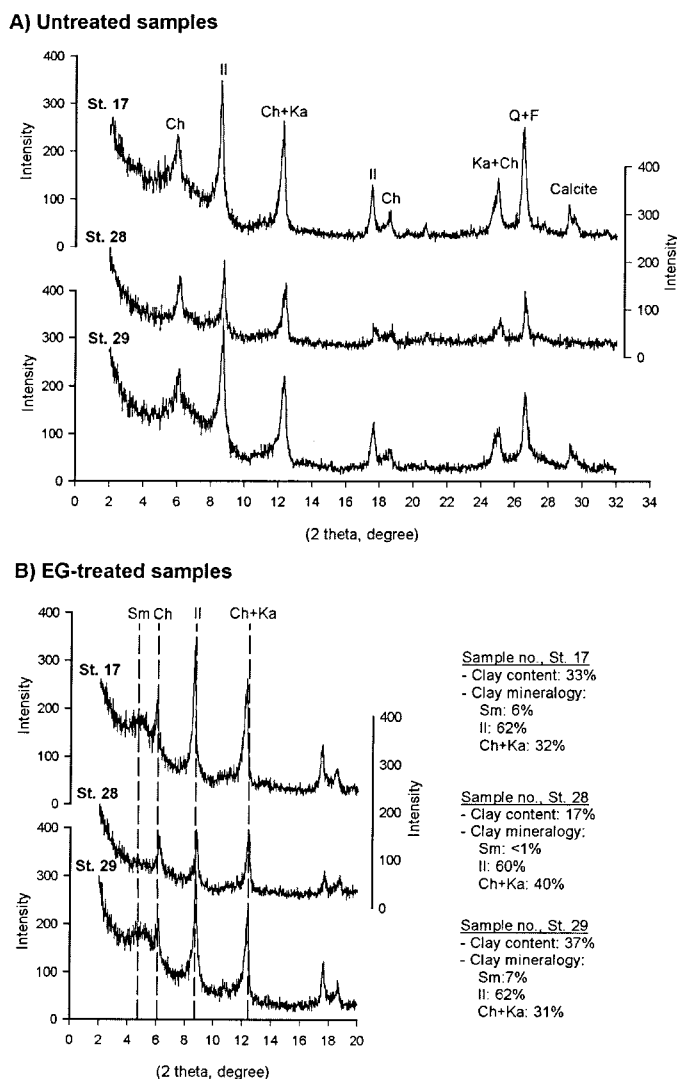 A) Untreated samples
400
300
200
100
0
Intensity
St. 17
Ch
Il
Ch+Ka
Il
Ch
Ka+Ch
Q+F
Calcite
400
300
200
100
0
Intensity
St. 28
400
300
200
100
0
Intensity
St. 29
0 2 4 6 8 10 12 14 16 18 20 22 24 26 28 30 32 34
(2 theta, degree)
B) EG-treated samples
Sm Ch Il Ch+Ka
400
300
200
100
0
Intensity
St. 17
400
300
200
100
0
Intensity
St. 28
400
300
200
100
0
Intensity
St. 29
0 2 4 6 8 10 12 14 16 18 20
(2 theta, degree)
Sample no., St. 17
- Clay content: 33%
- Clay mineralogy:
Sm: 6%
Il: 62%
Ch+Ka: 32%
Sample no., St. 28
- Clay content: 17%
- Clay mineralogy:
Sm: <1%
Il: 60%
Ch+Ka: 40%
Sample no., St. 29
- Clay content: 37%
- Clay mineralogy:
Sm:7%
Il: 62%
Ch+Ka: 31%